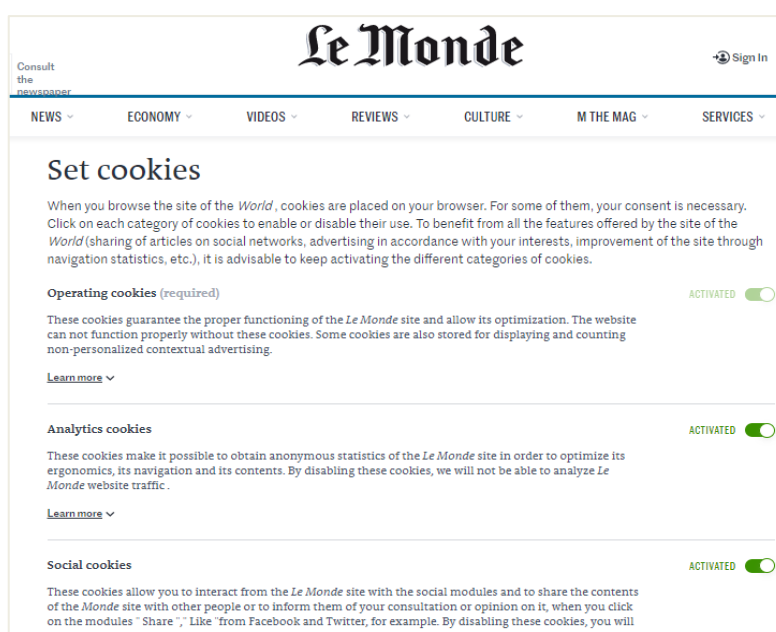 Le Monde
Consult
the
newspaper
Sign In
NEWS
ECONOMY
VIDEOS
REVIEWS
CULTURE
M THE MAG
SERVICES
Set cookies
When you browse the site of the World , cookies are placed on your browser. For some of them, your consent is necessary.
Click on each category of cookies to enable or disable their use. To benefit from all the features offered by the site of the
World (sharing of articles on social networks, advertising in accordance with your interests, improvement of the site through
navigation statistics, etc.), it is advisable to keep activating the different categories of cookies.
Operating cookies (required)
ACTIVATED
These cookies guarantee the proper functioning of the Le Monde site and allow its optimization. The website
can not function properly without these cookies. Some cookies are also stored for displaying and counting
non-personalized contextual advertising.
Learn more
Analytics cookies
ACTIVATED
These cookies make it possible to obtain anonymous statistics of the Le Monde site in order to optimize its
ergonomics, its navigation and its contents. By disabling these cookies, we will not be able to analyze Le
Monde website traffic .
Learn more
Social cookies
ACTIVATED
These cookies allow you to interact from the Le Monde site with the social modules and to share the contents
of the Monde site with other people or to inform them of your consultation or opinion on it, when you click
on the modules " Share "," Like "from Facebook and Twitter, for example. By disabling these cookies, you will